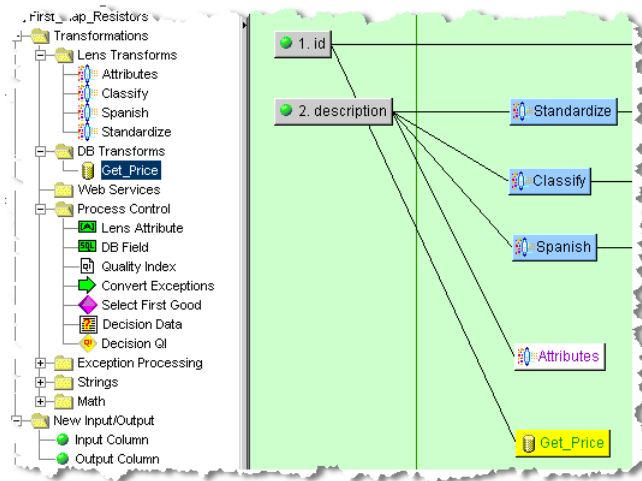 First_Map_Resistors
Transformations
Lens Transforms
Attributes
Classify
Spanish
Standardize
DB Transforms
Get_Price
Web Services
Process Control
Lens Attribute
DB Field
Quality Index
Convert Exceptions
Select First Good
Decision Data
Decision QI
Exception Processing
Strings
Math
New Input/Output
Input Column
Output Column
1. id
2. description
Standardize
Classify
Spanish
Attributes
Get_Price